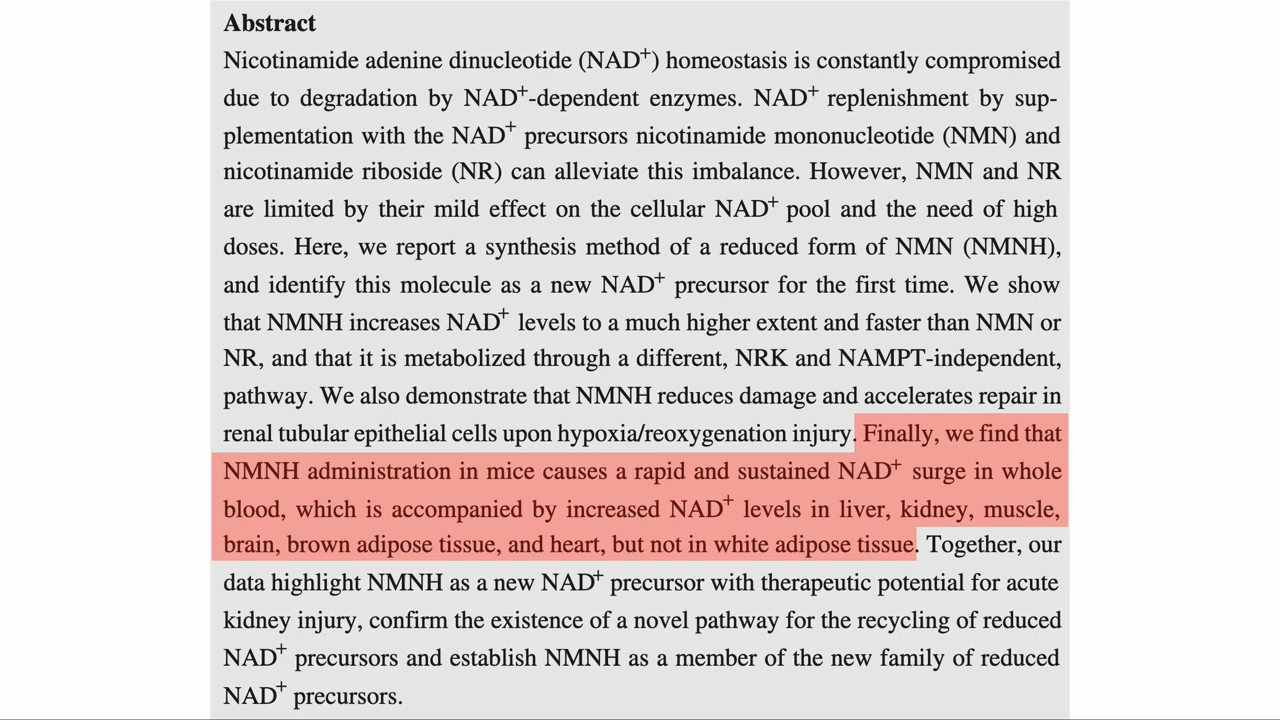 Abstract
Nicotinamide adenine dinucleotide (NAD+) homeostasis is constantly compromised
due to degradation by NAD+-dependent enzymes. NAD+ replenishment by sup-
plementation with the NAD+ precursors nicotinamide mononucleotide (NMN) and
nicotinamide riboside (NR) can alleviate this imbalance. However, NMN and NR
are limited by their mild effect on the cellular NAD+ pool and the need of high
doses. Here, we report a synthesis method of a reduced form of NMN (NMNH),
and identify this molecule as a new NAD+ precursor for the first time. We show
that NMNH increases NAD+ levels to a much higher extent and faster than NMN or
NR, and that it is metabolized through a different, NRK and NAMPT-independent,
pathway. We also demonstrate that NMNH reduces damage and accelerates repair in
renal tubular epithelial cells upon hypoxia/reoxygenation injury. Finally, we find that
NMNH administration in mice causes a rapid and sustained NAD+ surge in whole
blood, which is accompanied by increased NAD+ levels in liver, kidney, muscle,
brain, brown adipose tissue, and heart, but not in white adipose tissue. Together, our
data highlight NMNH as a new NAD+ precursor with therapeutic potential for acute
kidney injury, confirm the existence of a novel pathway for the recycling of reduced
NAD+ precursors and establish NMNH as a member of the new family of reduced
NAD+ precursors.